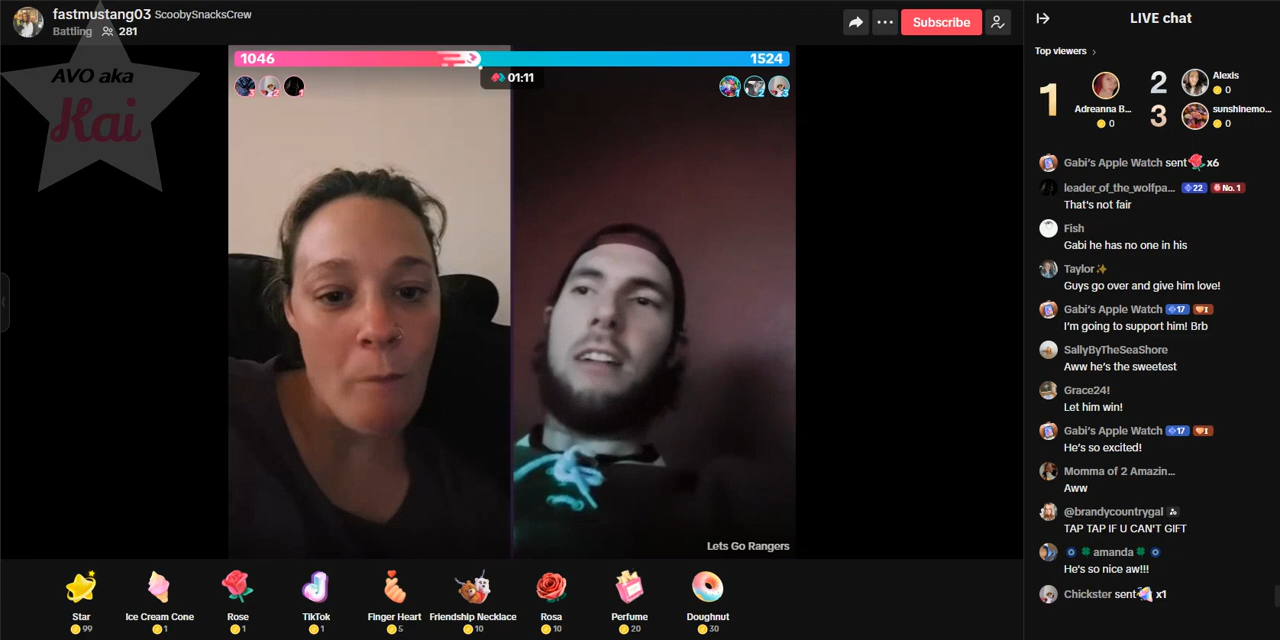 fastmustang03 ScoobySnacksCrew
Battling 281
Subscribe
LIVE chat
AVO aka
Kai
1046
1524
01:11
Lets Go Rangers
Top viewers
1
Adreanna B...
0
2
Alexis
0
3
sunshinemo...
0
Gabi's Apple Watch sent x6
leader_of_the_wolfpa... 22 No. 1
That's not fair
Fish
Gabi he has no one in his
Taylor✨
Guys go over and give him love!
Gabi's Apple Watch 17 I
I'm going to support him! Brb
SallyByTheSeaShore
Aww he's the sweetest
Grace24!
Let him win!
Gabi's Apple Watch 17 I
He's so excited!
Momma of 2 Amazin...
Aww
@brandycountrygal
TAP TAP IF U CAN'T GIFT
🧿 🍀 amanda 🍀 🧿
He's so nice aw!!!
Chickster sent x1
Star
99
Ice Cream Cone
1
Rose
1
TikTok
1
Finger Heart
5
Friendship Necklace
10
Rosa
10
Perfume
20
Doughnut
30